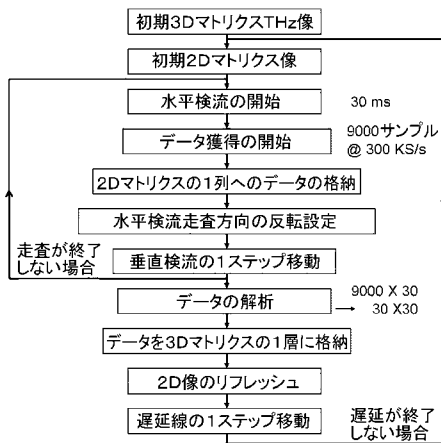 初期3DマトリクスTHz像
初期2Dマトリクス像
水平検流の開始
30 ms
データ獲得の開始
9000サンプル
@ 300 KS/s
2Dマトリクスの1列へのデータの格納
水平検流走査方向の反転設定
走査が終了
しない場合
垂直検流の1ステップ移動
データの解析
9000 X 30
→ 30 X30
データを3Dマトリクスの1層に格納
2D像のリフレッシュ
遅延線の1ステップ移動
遅延が終了
しない場合